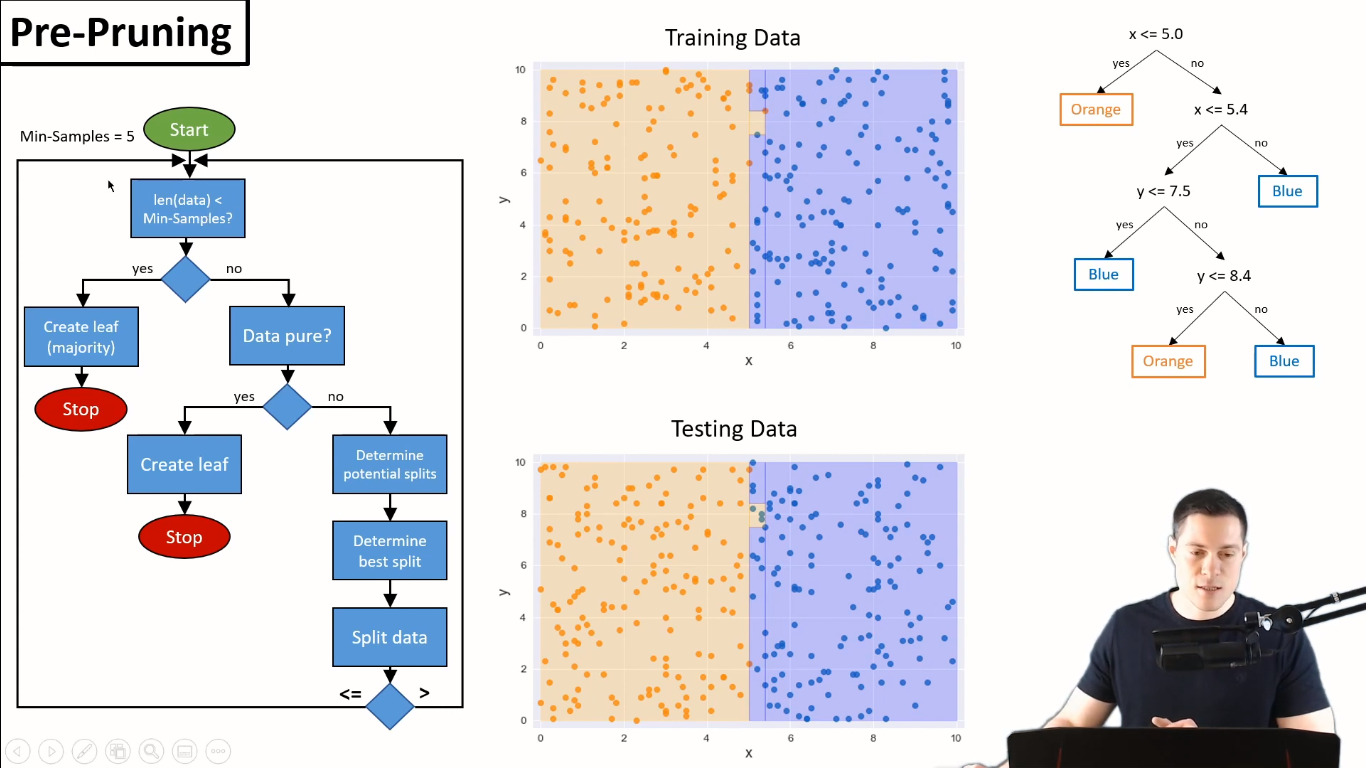 Pre-Pruning
Min-Samples = 5
Start
len(data) <
Min-Samples?
yes
no
Create leaf
(majority)
Stop
Data pure?
yes
no
Create leaf
Stop
Determine
potential splits
Determine
best split
Split data
<=
>
Training Data
10
8
6
4
2
0
y
0
2
4
6
8
10
x
Testing Data
10
8
6
4
2
0
y
0
2
4
6
8
10
x
x <= 5.0
yes
no
Orange
x <= 5.4
yes
no
y <= 7.5
Blue
yes
no
Blue
y <= 8.4
yes
no
Orange
Blue